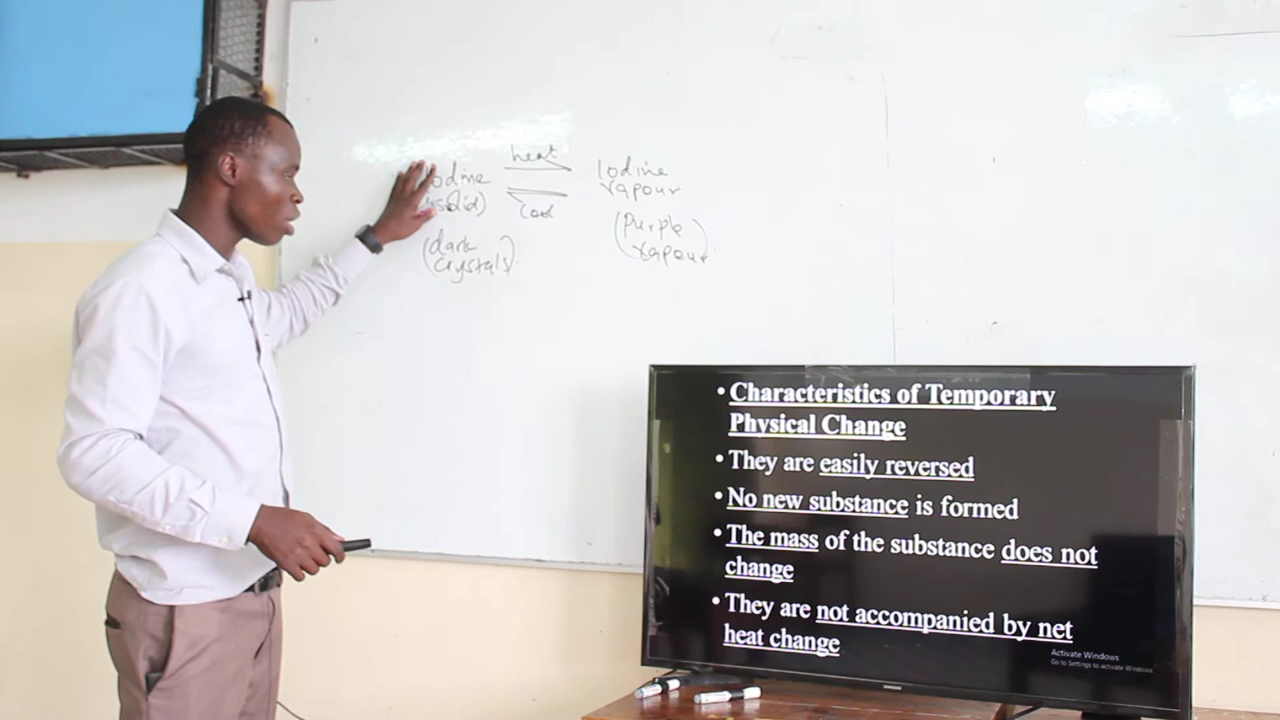 heat
Iodine
vapour
Cool
(Purple
vapour)
(dark
crystals)
• Characteristics of Temporary
Physical Change
• They are easily reversed
• No new substance is formed
• The mass of the substance does not
change
• They are not accompanied by net
heat change
Activate Windows
Go to Settings to activate Windows